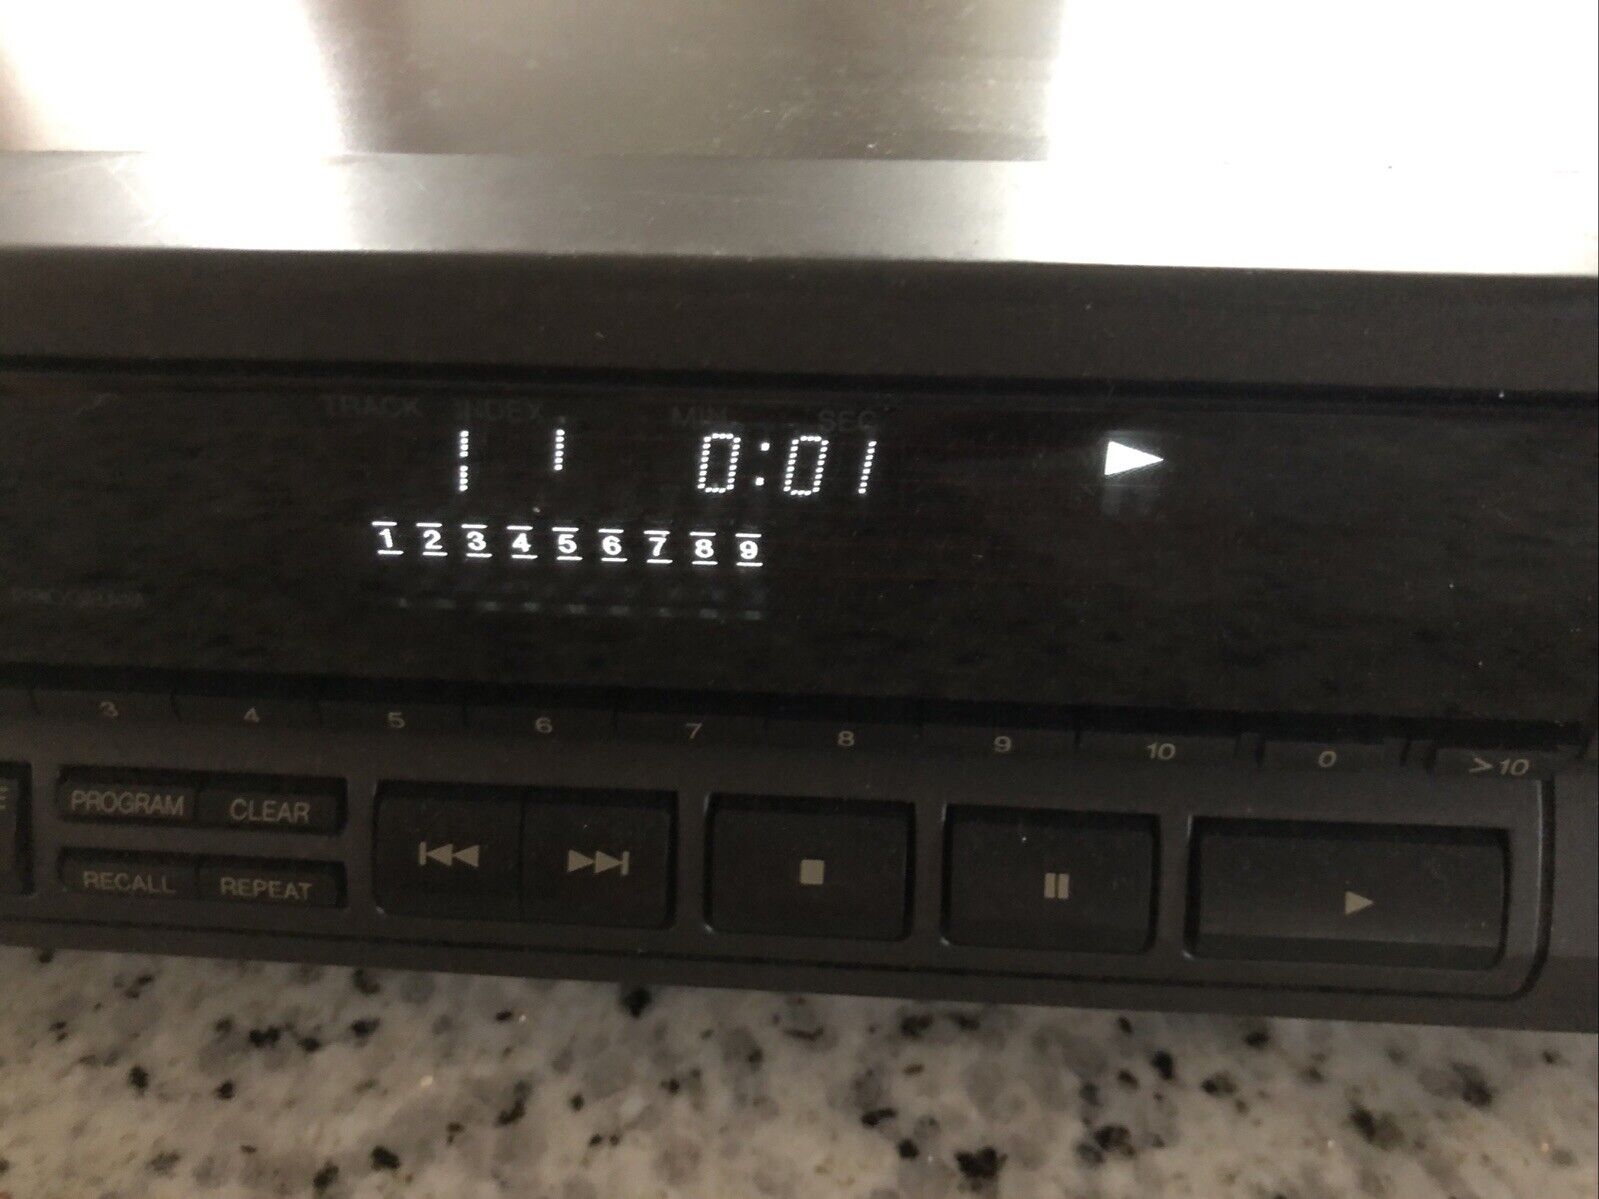 TRACK INDEX MIN SEC
1 1 0:01
1 2 3 4 5 6 7 8 9
3 4 5 6 7 8 9 10 0 >10
PROGRAM CLEAR
RECALL REPEAT